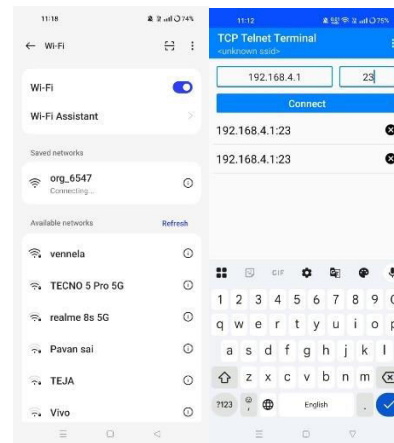 11:18
74%
Wi-Fi
Wi-Fi
Wi-Fi Assistant
Saved networks
org_6547
Connecting...
Available networks Refresh
vennela
TECNO 5 Pro 5G
realme 8s 5G
Pavan sai
TEJA
Vivo
11:12
75%
TCP Telnet Terminal
<unknown ssid>
192.168.4.1 23
Connect
192.168.4.1:23
192.168.4.1:23
GIF
1 2 3 4 5 6 7 8 9 0
q w e r t y u i o p
a s d f g h j k l
z x c v b n m
?123 , English .